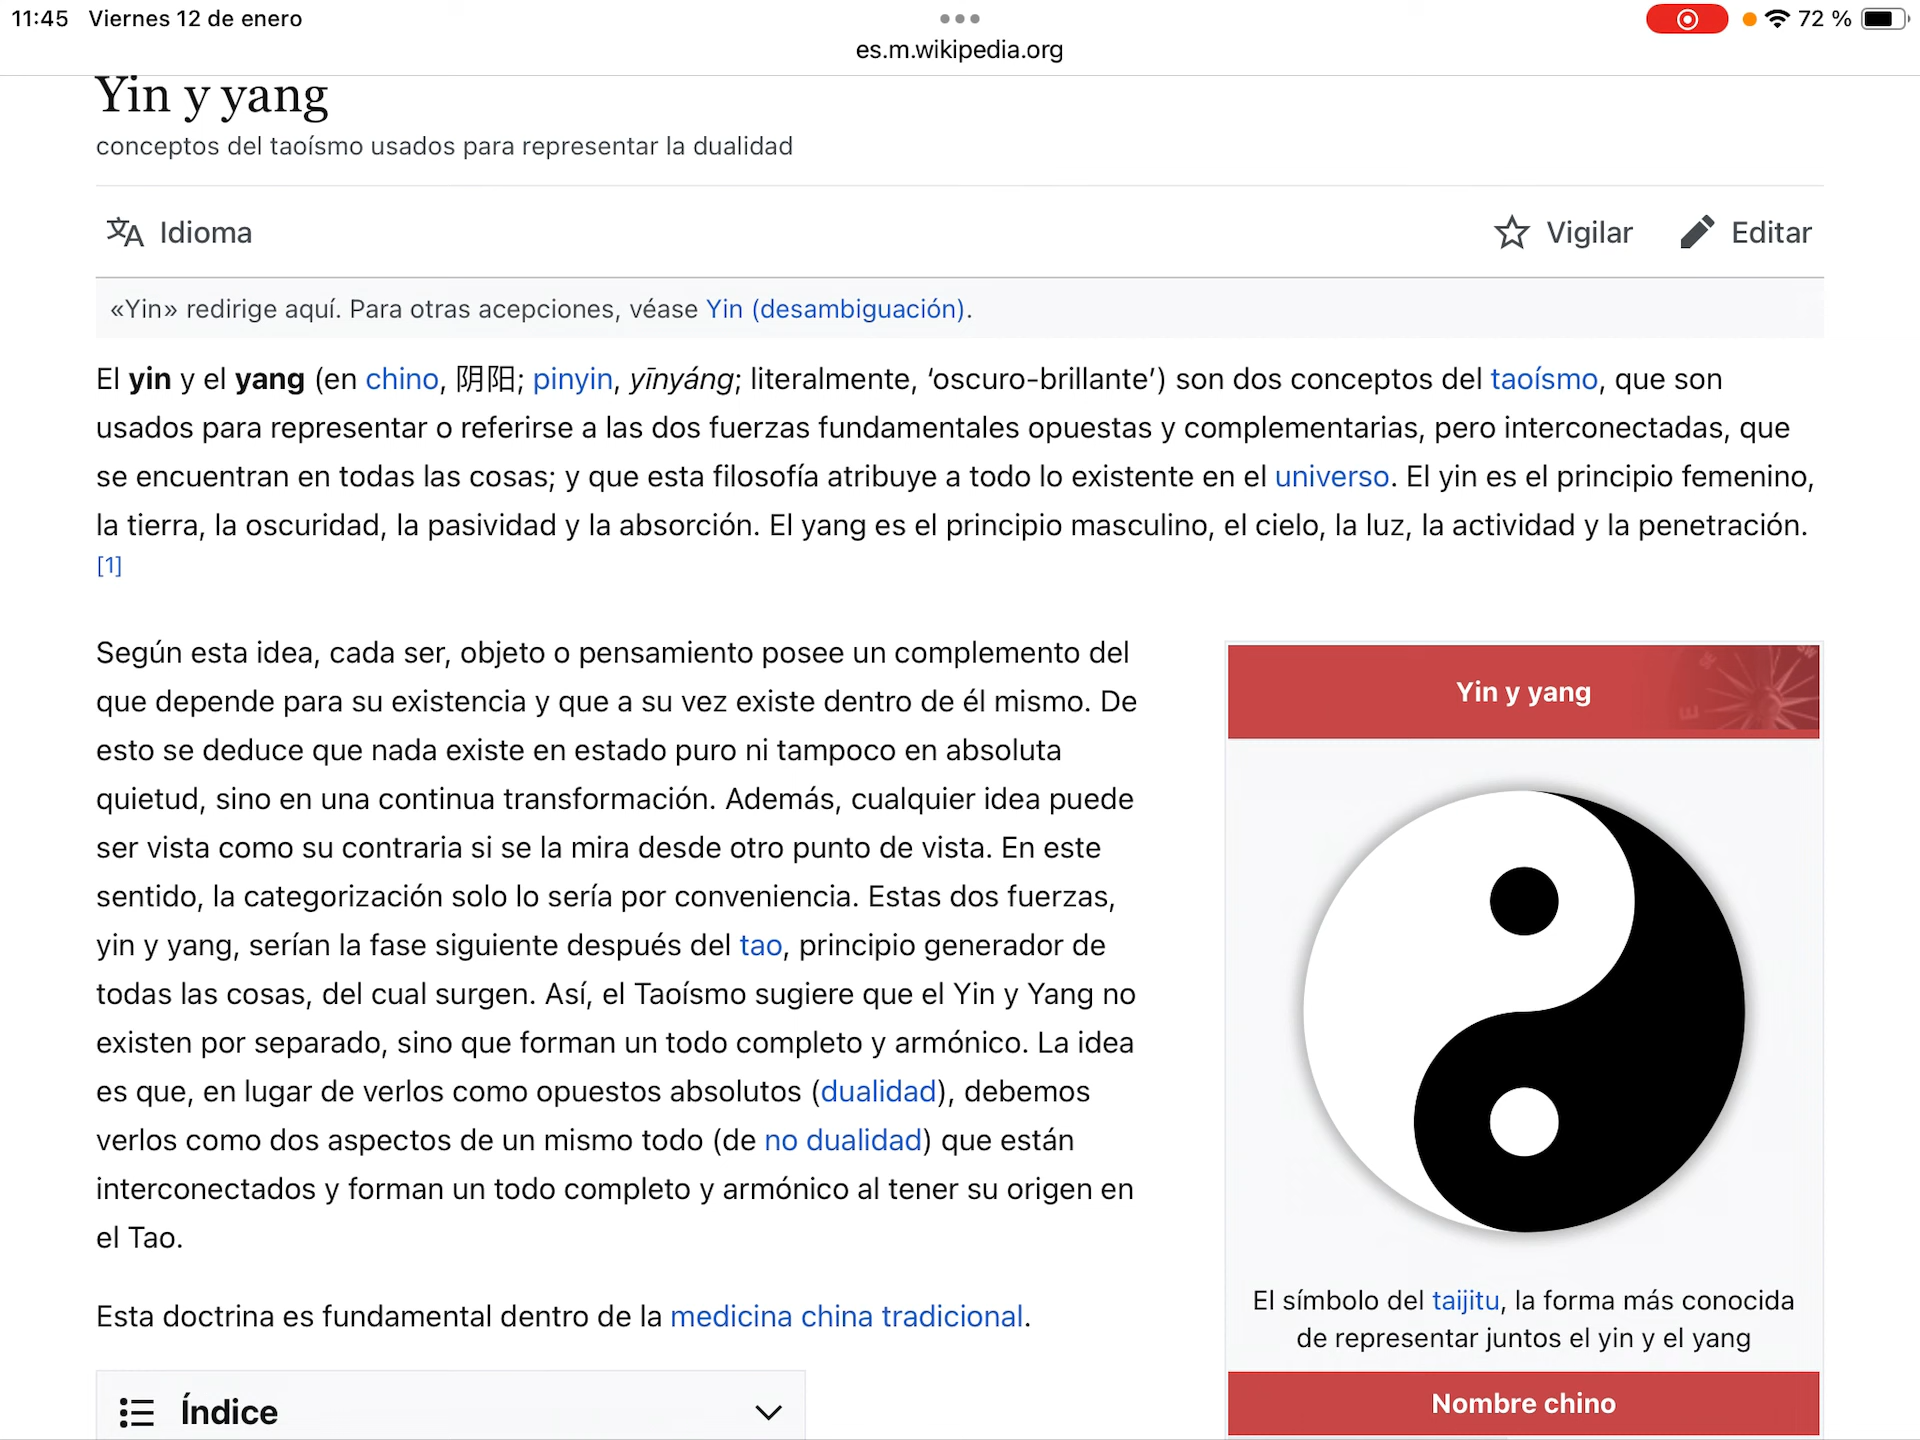 11:45 Viernes 12 de enero
72 %
es.m.wikipedia.org
Yin y yang
conceptos del taoísmo usados para representar la dualidad
Idioma
Vigilar
Editar
«Yin» redirige aquí. Para otras acepciones, véase Yin (desambiguación).
El yin y el yang (en chino, 阴阳; pinyin, yīnyáng; literalmente, ‘oscuro-brillante’) son dos conceptos del taoísmo, que son
usados para representar o referirse a las dos fuerzas fundamentales opuestas y complementarias, pero interconectadas, que
se encuentran en todas las cosas; y que esta filosofía atribuye a todo lo existente en el universo. El yin es el principio femenino,
la tierra, la oscuridad, la pasividad y la absorción. El yang es el principio masculino, el cielo, la luz, la actividad y la penetración.
[1]
Según esta idea, cada ser, objeto o pensamiento posee un complemento del
que depende para su existencia y que a su vez existe dentro de él mismo. De
esto se deduce que nada existe en estado puro ni tampoco en absoluta
quietud, sino en una continua transformación. Además, cualquier idea puede
ser vista como su contraria si se la mira desde otro punto de vista. En este
sentido, la categorización solo lo sería por conveniencia. Estas dos fuerzas,
yin y yang, serían la fase siguiente después del tao, principio generador de
todas las cosas, del cual surgen. Así, el Taoísmo sugiere que el Yin y Yang no
existen por separado, sino que forman un todo completo y armónico. La idea
es que, en lugar de verlos como opuestos absolutos (dualidad), debemos
verlos como dos aspectos de un mismo todo (de no dualidad) que están
interconectados y forman un todo completo y armónico al tener su origen en
el Tao.
Esta doctrina es fundamental dentro de la medicina china tradicional.
Índice
Yin y yang
SE
SW
E
El símbolo del taijitu, la forma más conocida
de representar juntos el yin y el yang
Nombre chino